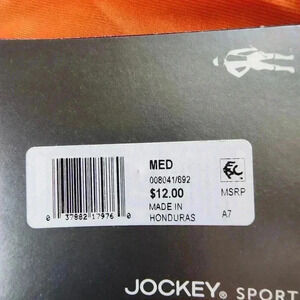 MED
008041/692
$12.00
MADE IN
HONDURAS
MSRP
A7
0 37882 17976 0
JOCKEY® SPORT